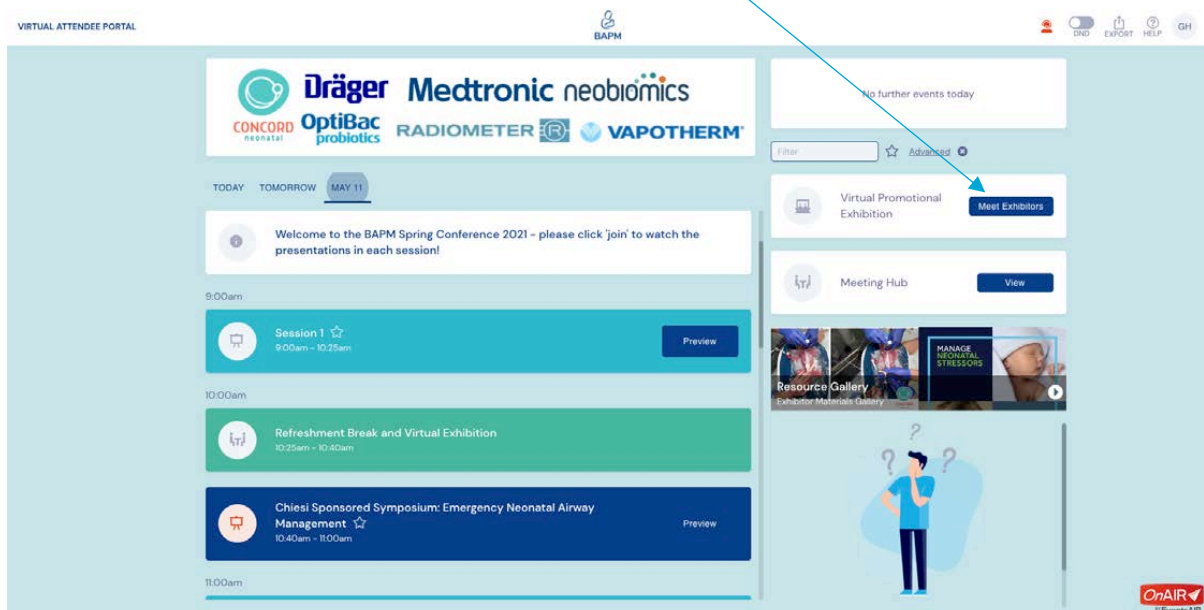 VIRTUAL ATTENDEE PORTAL
BAPM
DND
EXPORT
HELP
GH
Dräger
Medtronic
neobiomics
CONCORD
neonatal
OptiBac
probiotics
RADIOMETER R
VAPOTHERM
No further events today
Filter
Advanced
TODAY
TOMORROW
MAY 11
Virtual Promotional
Exhibition
Meet Exhibitors
Welcome to the BAPM Spring Conference 2021 - please click 'join' to watch the
presentations in each session!
Meeting Hub
View
9:00am
Session 1
9:00am - 10:25am
Preview
MANAGE
NEONATAL
STRESSORS
Resource Gallery
Exhibitor Materials Gallery
10:00am
Refreshment Break and Virtual Exhibition
10:25am - 10:40am
? ? ?
Chiesi Sponsored Symposium: Emergency Neonatal Airway
Management
10:40am - 11:00am
Preview
11:00am
OnAIR